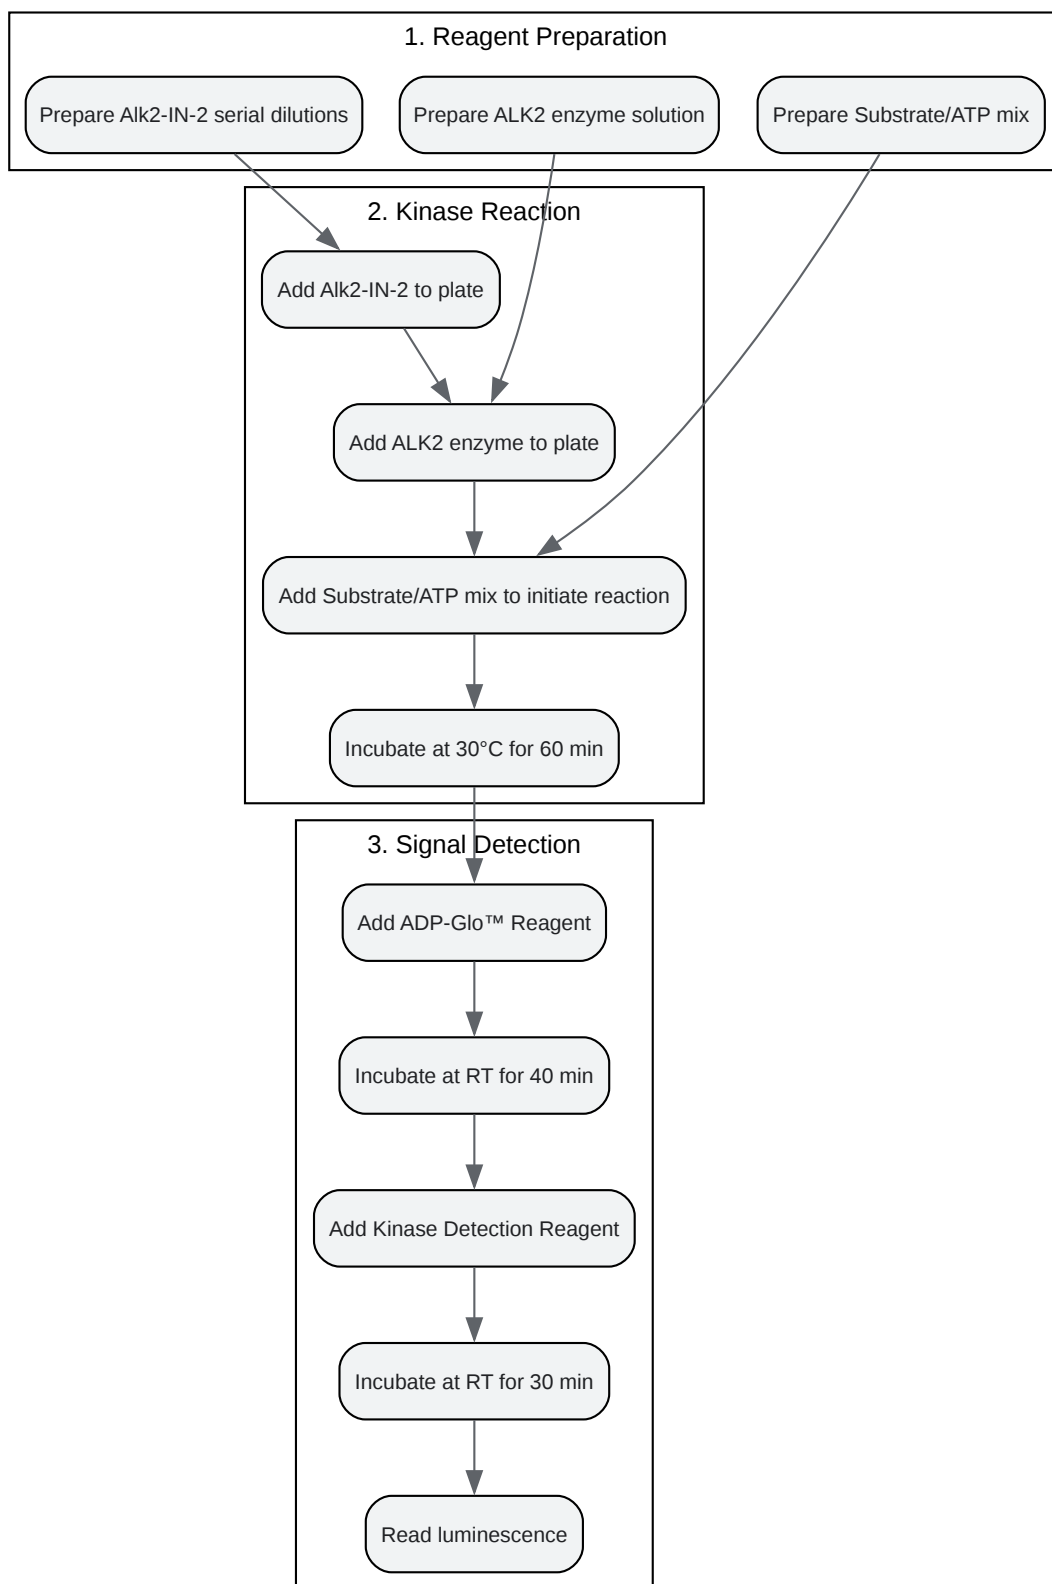 1. Reagent Preparation
Prepare Alk2-IN-2 serial dilutions
Prepare ALK2 enzyme solution
Prepare Substrate/ATP mix
2. Kinase Reaction
Add Alk2-IN-2 to plate
Add ALK2 enzyme to plate
Add Substrate/ATP mix to initiate reaction
Incubate at 30°C for 60 min
3. Signal Detection
Add ADP-Glo™ Reagent
Incubate at RT for 40 min
Add Kinase Detection Reagent
Incubate at RT for 30 min
Read luminescence